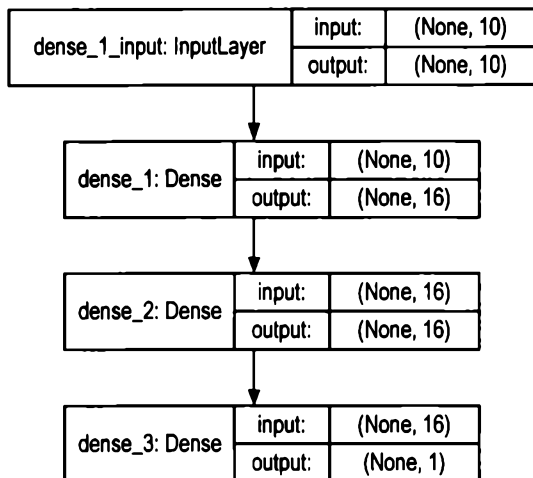 dense_1_input: InputLayer
input: (None, 10)
output: (None, 10)
dense_1: Dense
input: (None, 10)
output: (None, 16)
dense_2: Dense
input: (None, 16)
output: (None, 16)
dense_3: Dense
input: (None, 16)
output: (None, 1)